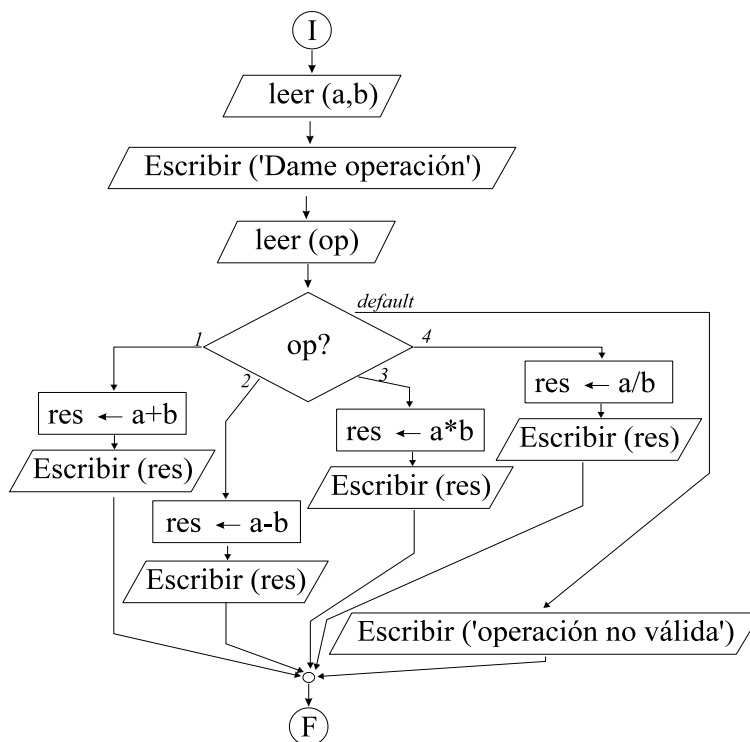 I
leer (a,b)
Escribir ('Dame operación')
leer (op)
default
op?
1
2
3
4
res ← a+b
Escribir (res)
res ← a-b
Escribir (res)
res ← a*b
Escribir (res)
res ← a/b
Escribir (res)
Escribir ('operación no válida')
F